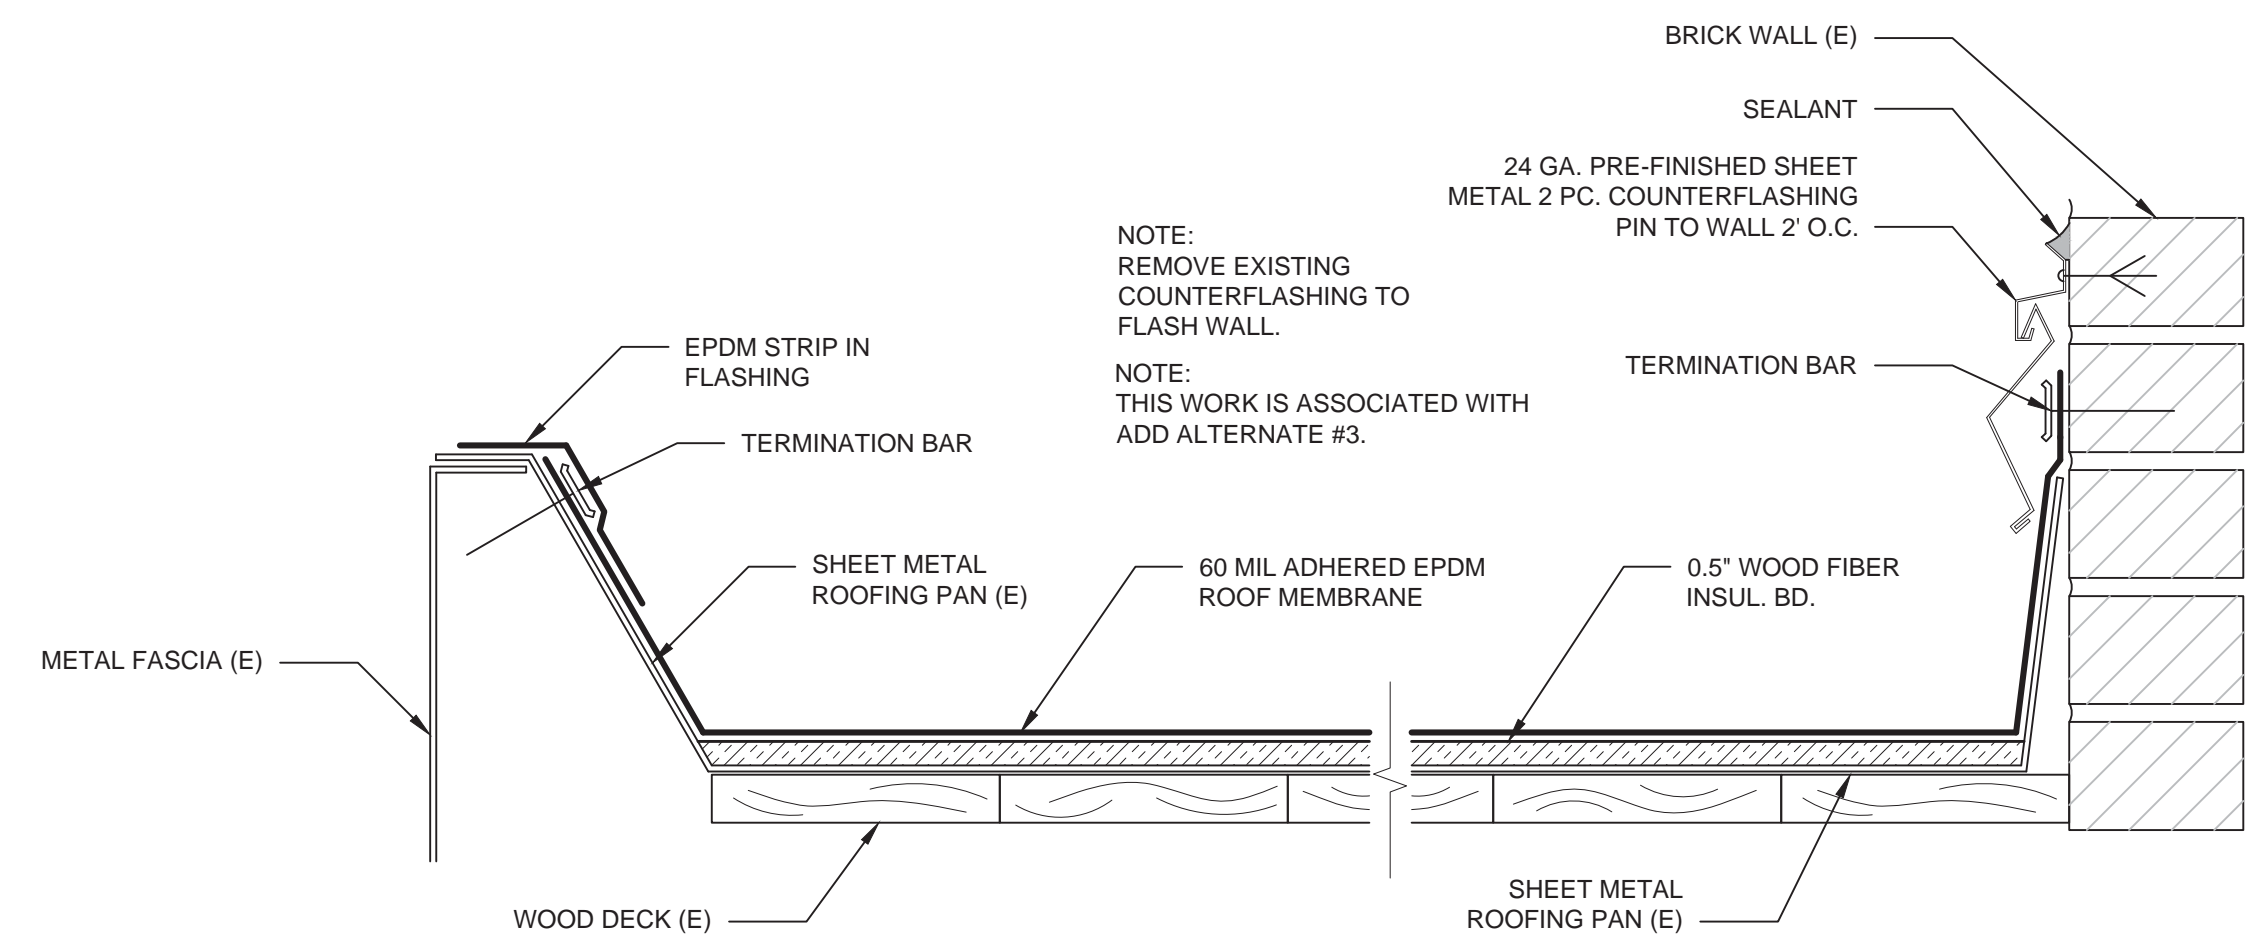 BRICK WALL (E)
SEALANT
24 GA. PRE-FINISHED SHEET
METAL 2 PC. COUNTERFLASHING
PIN TO WALL 2' O.C.
NOTE:
REMOVE EXISTING
COUNTERFLASHING TO
FLASH WALL.
NOTE:
THIS WORK IS ASSOCIATED WITH
ADD ALTERNATE #3.
EPDM STRIP IN
FLASHING
TERMINATION BAR
TERMINATION BAR
SHEET METAL
ROOFING PAN (E)
60 MIL ADHERED EPDM
ROOF MEMBRANE
0.5" WOOD FIBER
INSUL. BD.
METAL FASCIA (E)
WOOD DECK (E)
SHEET METAL
ROOFING PAN (E)